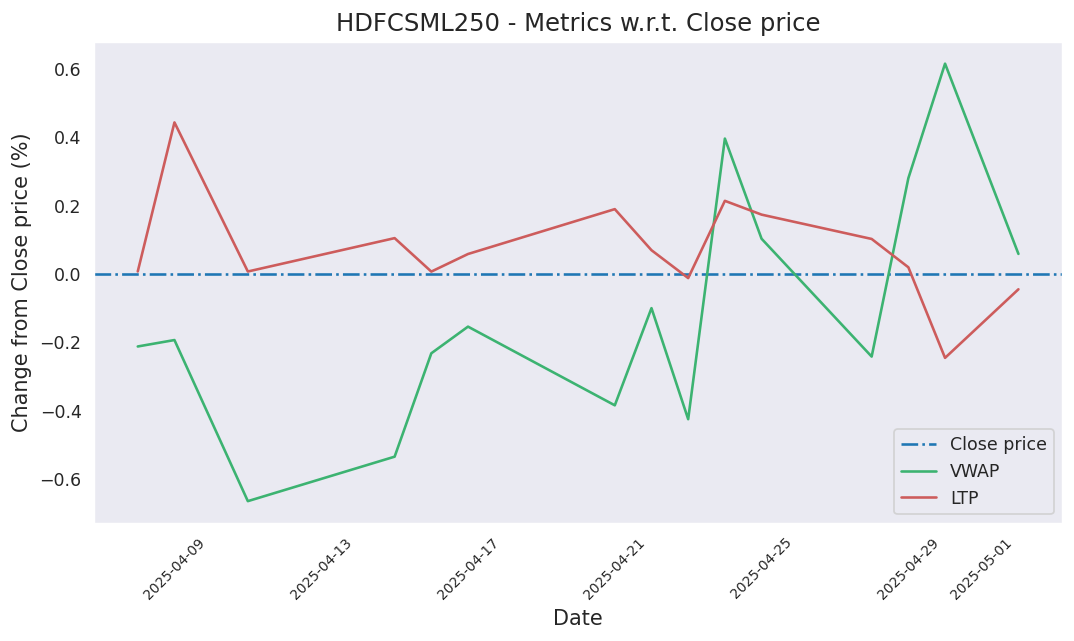 HDFCSML250 - Metrics w.r.t. Close price
Change from Close price (%)
0.6
0.4
0.2
0.0
−0.2
−0.4
−0.6
Close price
VWAP
LTP
2025-04-09
2025-04-13
2025-04-17
2025-04-21
2025-04-25
2025-04-29
2025-05-01
Date